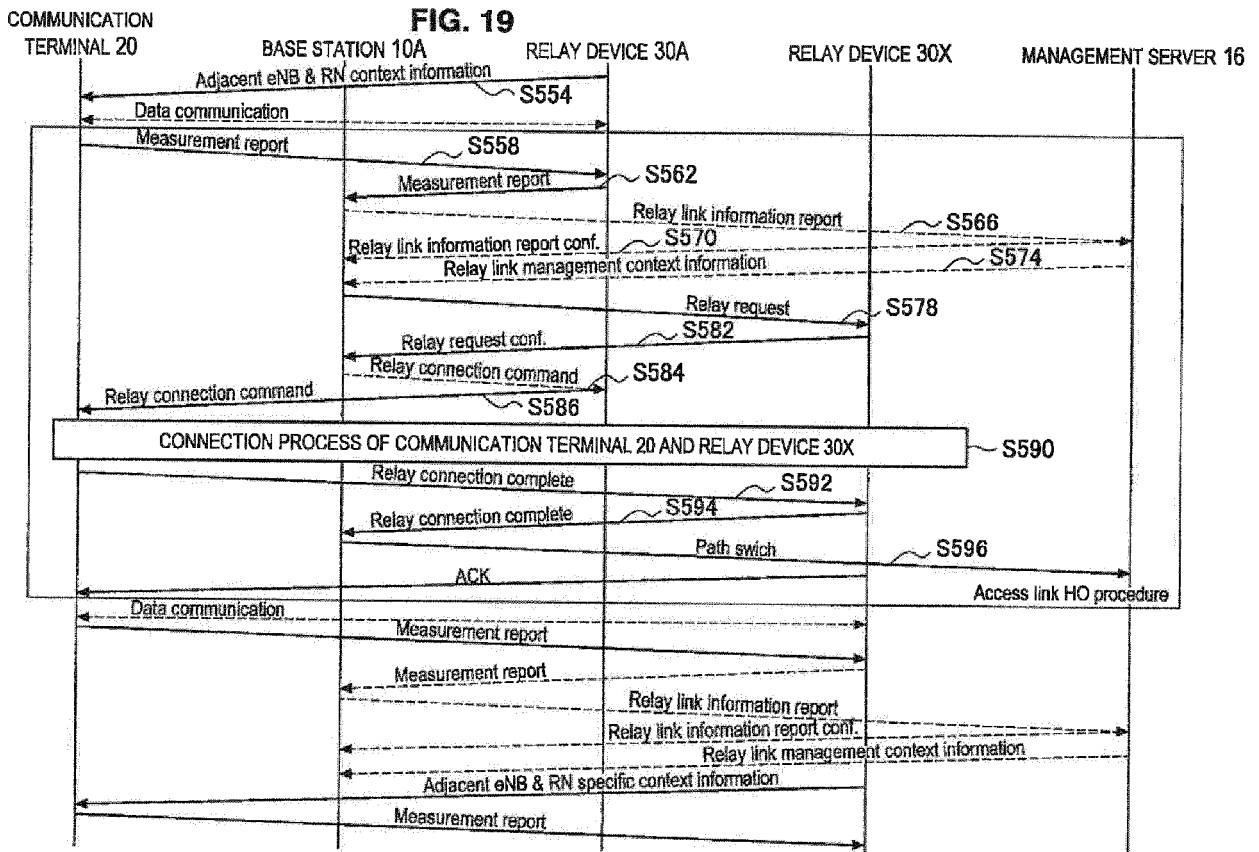 FIG. 19
COMMUNICATION
TERMINAL 20
BASE STATION 10A
RELAY DEVICE 30A
RELAY DEVICE 30X
MANAGEMENT SERVER 16
Adjacent eNB & RN context information
S554
Data communication
Measurement report
S558
Measurement report
S562
Relay link information report
S566
Relay link information report conf.
S570
Relay link management context information
S574
Relay request
S578
Relay request conf.
S582
Relay connection command
S584
Relay connection command
S586
CONNECTION PROCESS OF COMMUNICATION TERMINAL 20 AND RELAY DEVICE 30X
S590
Relay connection complete
S592
Relay connection complete
S594
Path swich
S596
ACK
Access link HO procedure
Data communication
Measurement report
Measurement report
Relay link information report
Relay link information report conf.
Relay link management context information
Adjacent eNB & RN specific context information
Measurement report